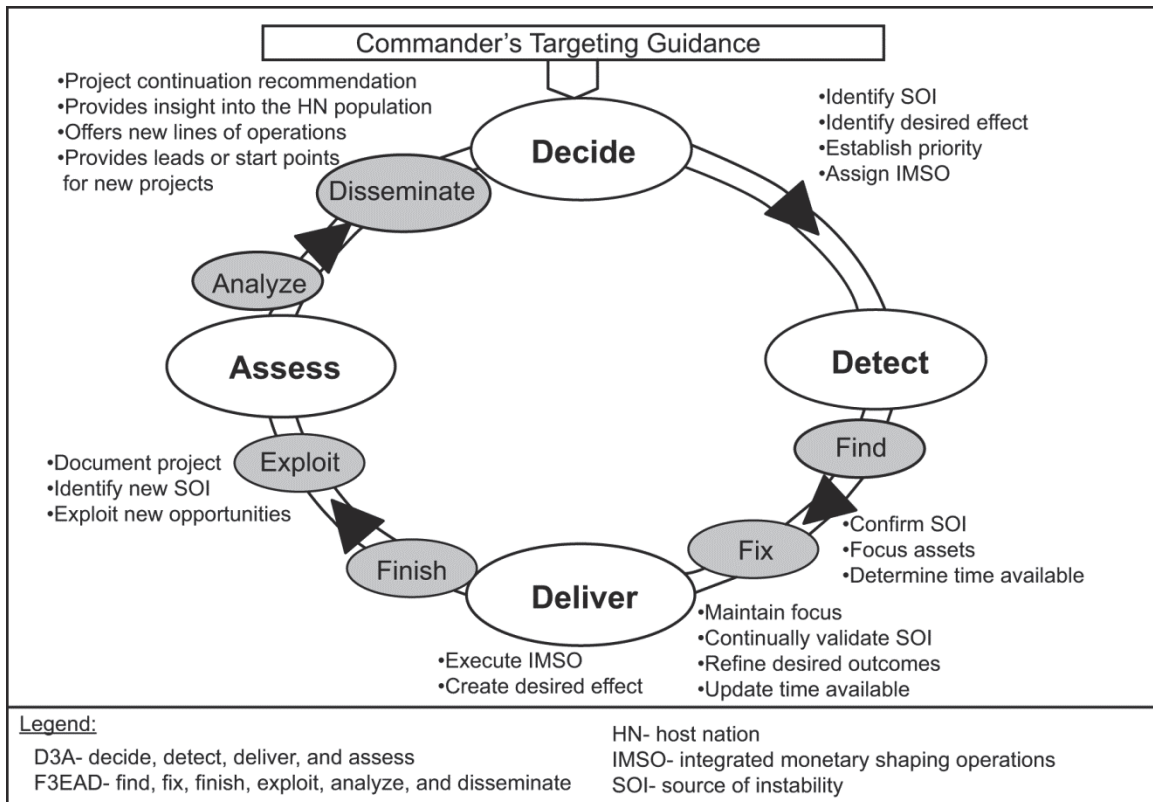 Commander's Targeting Guidance
•Project continuation recommendation
•Provides insight into the HN population
•Offers new lines of operations
•Provides leads or start points
for new projects
Decide
•Identify SOI
•Identify desired effect
•Establish priority
•Assign IMSO
Disseminate
Analyze
Assess
Detect
Find
•Confirm SOI
•Focus assets
•Determine time available
Fix
•Maintain focus
•Continually validate SOI
•Refine desired outcomes
•Update time available
Deliver
•Execute IMSO
•Create desired effect
Finish
Exploit
•Document project
•Identify new SOI
•Exploit new opportunities
Legend:
D3A- decide, detect, deliver, and assess
F3EAD- find, fix, finish, exploit, analyze, and disseminate
HN- host nation
IMSO- integrated monetary shaping operations
SOI- source of instability